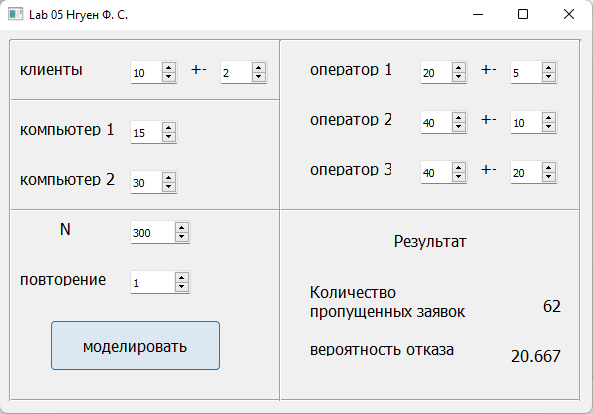 Lab 05 Нгуен Ф. С.
клиенты 10 +- 2
компьютер 1 15
компьютер 2 30
N 300
повторение 1
моделировать
оператор 1 20 +- 5
оператор 2 40 +- 10
оператор 3 40 +- 20
Результат
Количество
пропущенных заявок 62
вероятность отказа 20.667